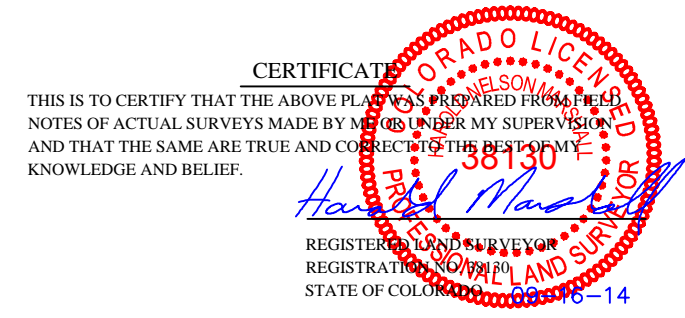 CERTIFICATE
THIS IS TO CERTIFY THAT THE ABOVE PLAT WAS PREPARED FROM FIELD
NOTES OF ACTUAL SURVEYS MADE BY ME OR UNDER MY SUPERVISION
AND THAT THE SAME ARE TRUE AND CORRECT TO THE BEST OF MY
KNOWLEDGE AND BELIEF.
COLORADO LICENSED
HAROLD NELSON MARSHALL
38130
PROFESSIONAL LAND SURVEYOR
Harold Marshall
REGISTERED LAND SURVEYOR
REGISTRATION NO. 38130
STATE OF COLORADO
09-16-14